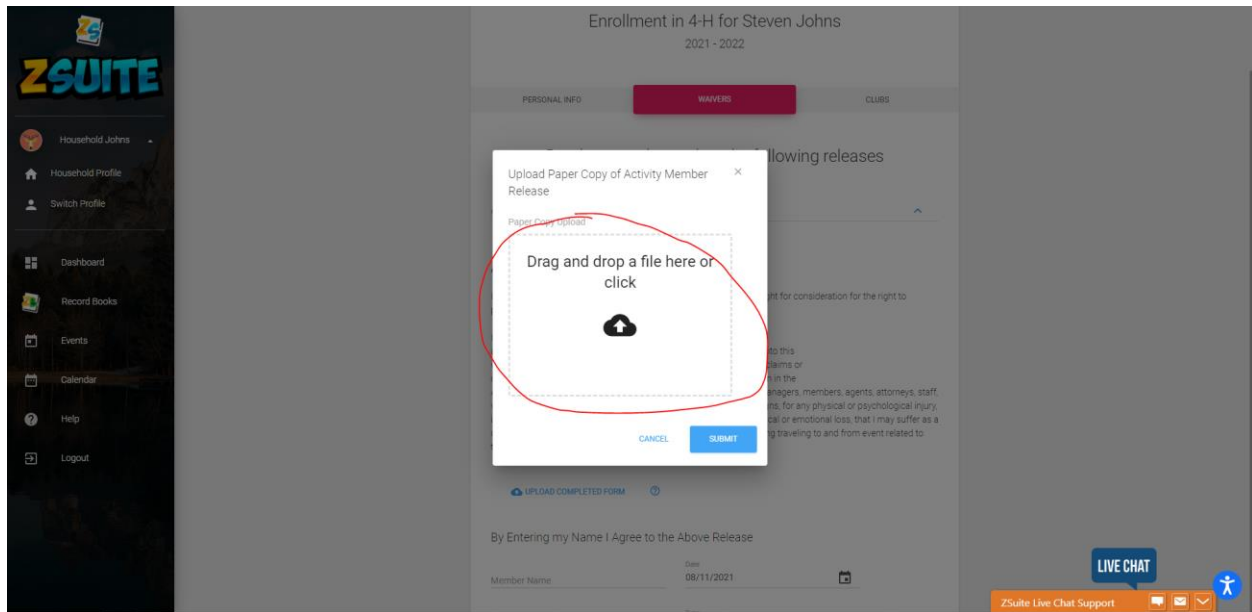 ZSUITE
Household Johns
Household Profile
Switch Profile
Dashboard
Record Books
Events
Calendar
Help
Logout
Enrollment in 4-H for Steven Johns
2021 - 2022
PERSONAL INFO
WAIVERS
CLUBS
following releases
Upload Paper Copy of Activity Member
Release
Paper Copy Upload
Drag and drop a file here or
click
CANCEL
SUBMIT
for consideration for the right to
to this
claims or
in the
managers, members, agents, attorneys, staff,
for any physical or psychological injury,
or emotional loss, that I may suffer as a
traveling to and from event related to
UPLOAD COMPLETED FORM
By Entering my Name I Agree to the Above Release
Member Name
Date
08/11/2021
LIVE CHAT
ZSuite Live Chat Support